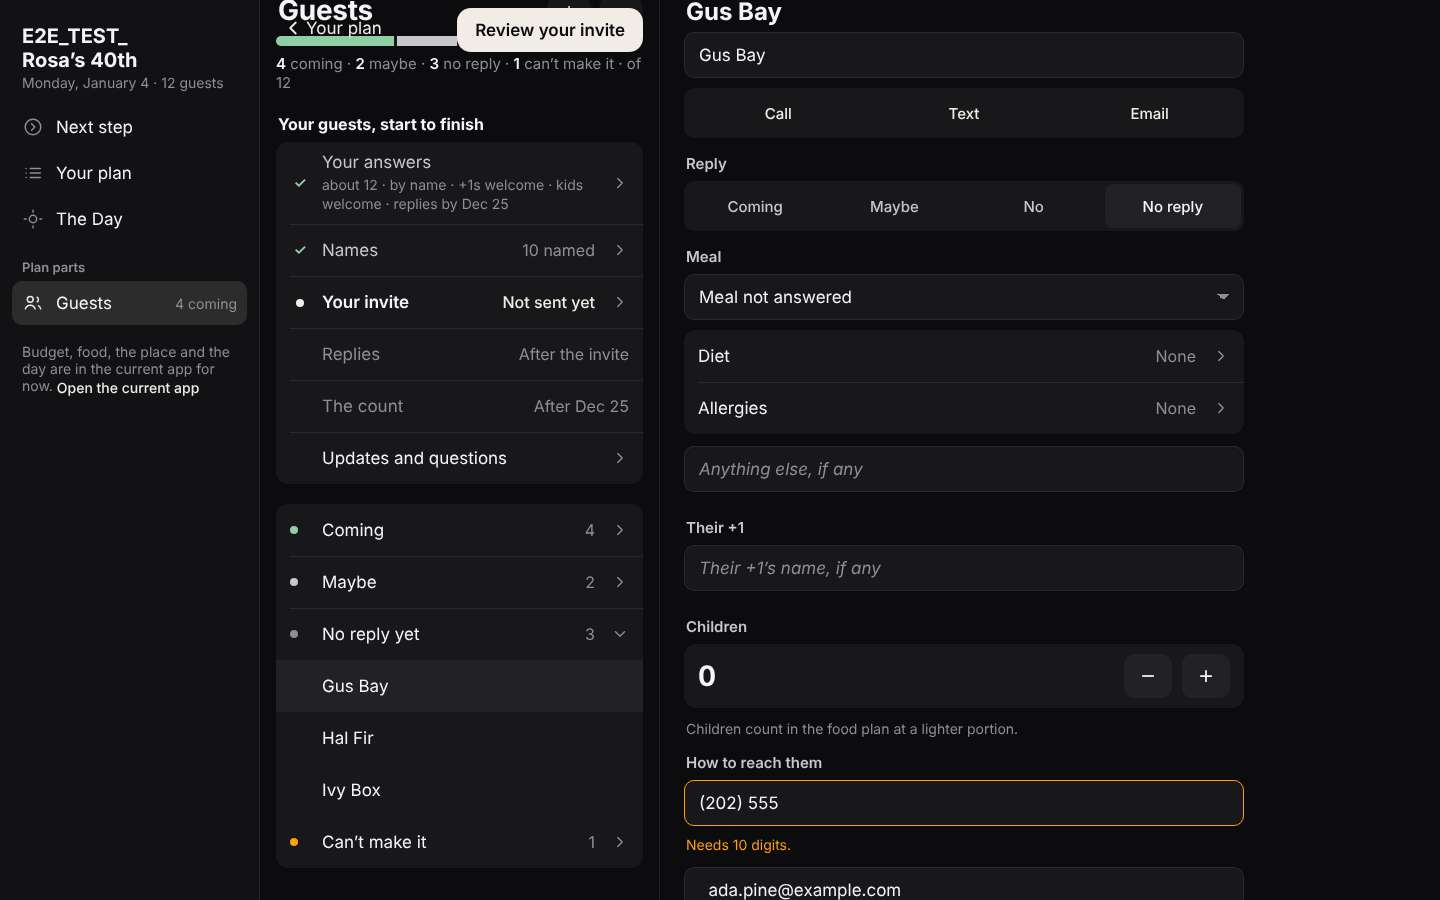 E2E_TEST_
Rosa’s 40th
Monday, January 4 · 12 guests
Next step
Your plan
The Day
Plan parts
Guests
4 coming
Budget, food, the place and the
day are in the current app for
now. Open the current app
Guests
Your plan
Review your invite
4 coming · 2 maybe · 3 no reply · 1 can’t make it · of
12
Your guests, start to finish
Your answers
about 12 · by name · +1s welcome · kids
welcome · replies by Dec 25
Names
10 named
Your invite
Not sent yet
Replies
After the invite
The count
After Dec 25
Updates and questions
Coming
4
Maybe
2
No reply yet
3
Gus Bay
Hal Fir
Ivy Box
Can’t make it
1
Gus Bay
Gus Bay
Call
Text
Email
Reply
Coming
Maybe
No
No reply
Meal
Meal not answered
Diet
None
Allergies
None
Anything else, if any
Their +1
Their +1’s name, if any
Children
0
Children count in the food plan at a lighter portion.
How to reach them
(202) 555
Needs 10 digits.
ada.pine@example.com